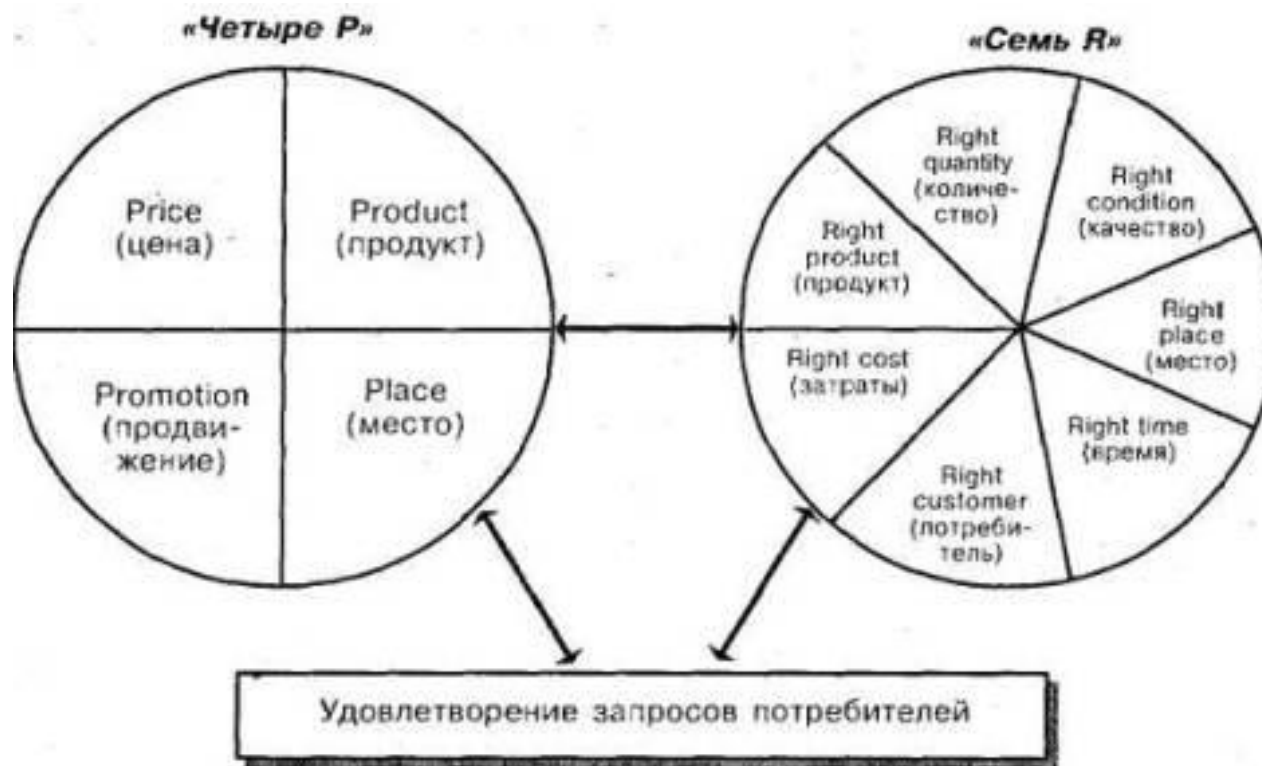 «Четыре P»
Price
(цена)
Product
(продукт)
Promotion
(продви-
жение)
Place
(место)
«Семь R»
Right
quantity
(количе-
ство)
Right
condition
(качество)
Right
product
(продукт)
Right
place
(место)
Right cost
(затраты)
Right time
(время)
Right
customer
(потреби-
тель)
Удовлетворение запросов потребителей